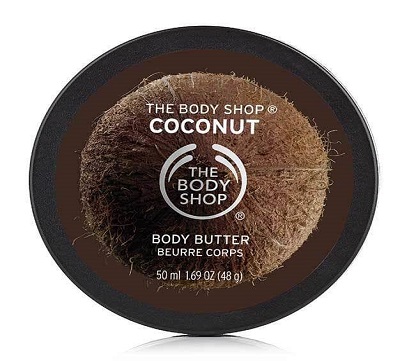 THE BODY SHOP®
COCONUT
THE
BODY
SHOP®
BODY BUTTER
BEURRE CORPS
50 ml 1.69 OZ (48 g)